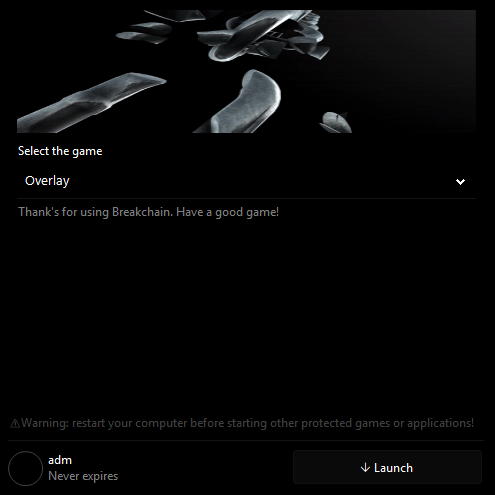 Select the game
Overlay
Thank's for using Breakchain. Have a good game!
⚠Warning: restart your computer before starting other protected games or applications!
adm
Never expires
↓ Launch